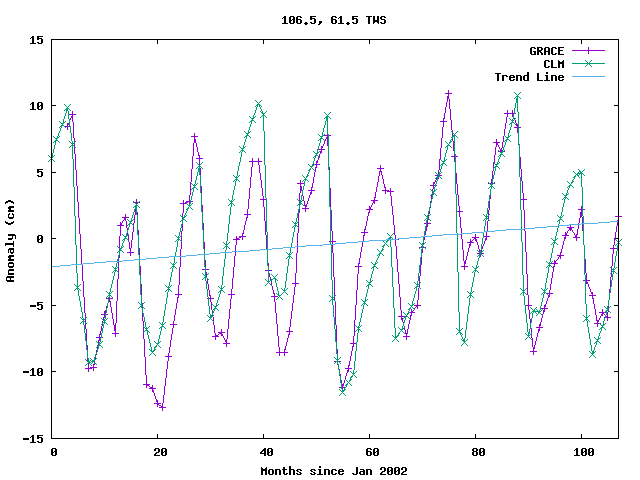 106.5, 61.5 TWS
GRACE
CLM
Trend Line
15
10
5
0
-5
-10
-15
Anomaly (cm)
0 20 40 60 80 100
Months since Jan 2002